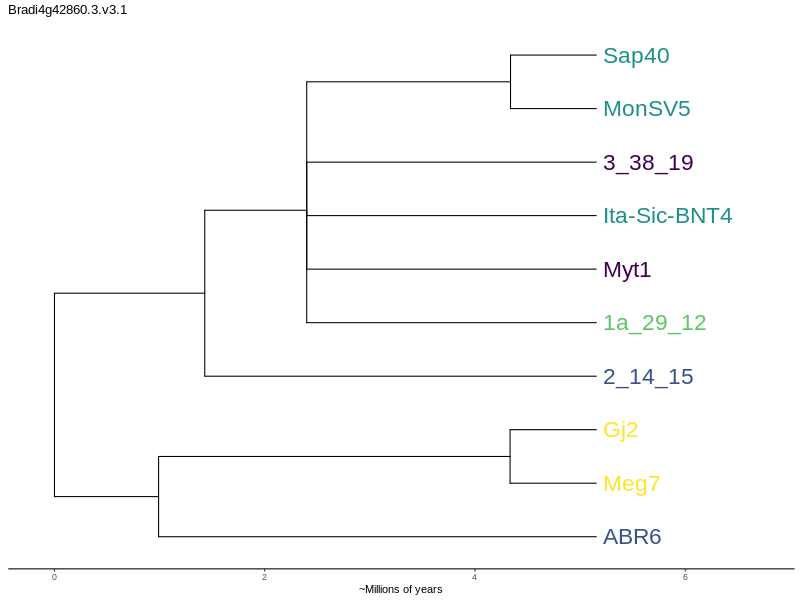 Bradi4g42860.3.v3.1
Sap40
MonSV5
3_38_19
Ita-Sic-BNT4
Myt1
1a_29_12
2_14_15
Gj2
Meg7
ABR6
0 2 4 6
~Millions of years